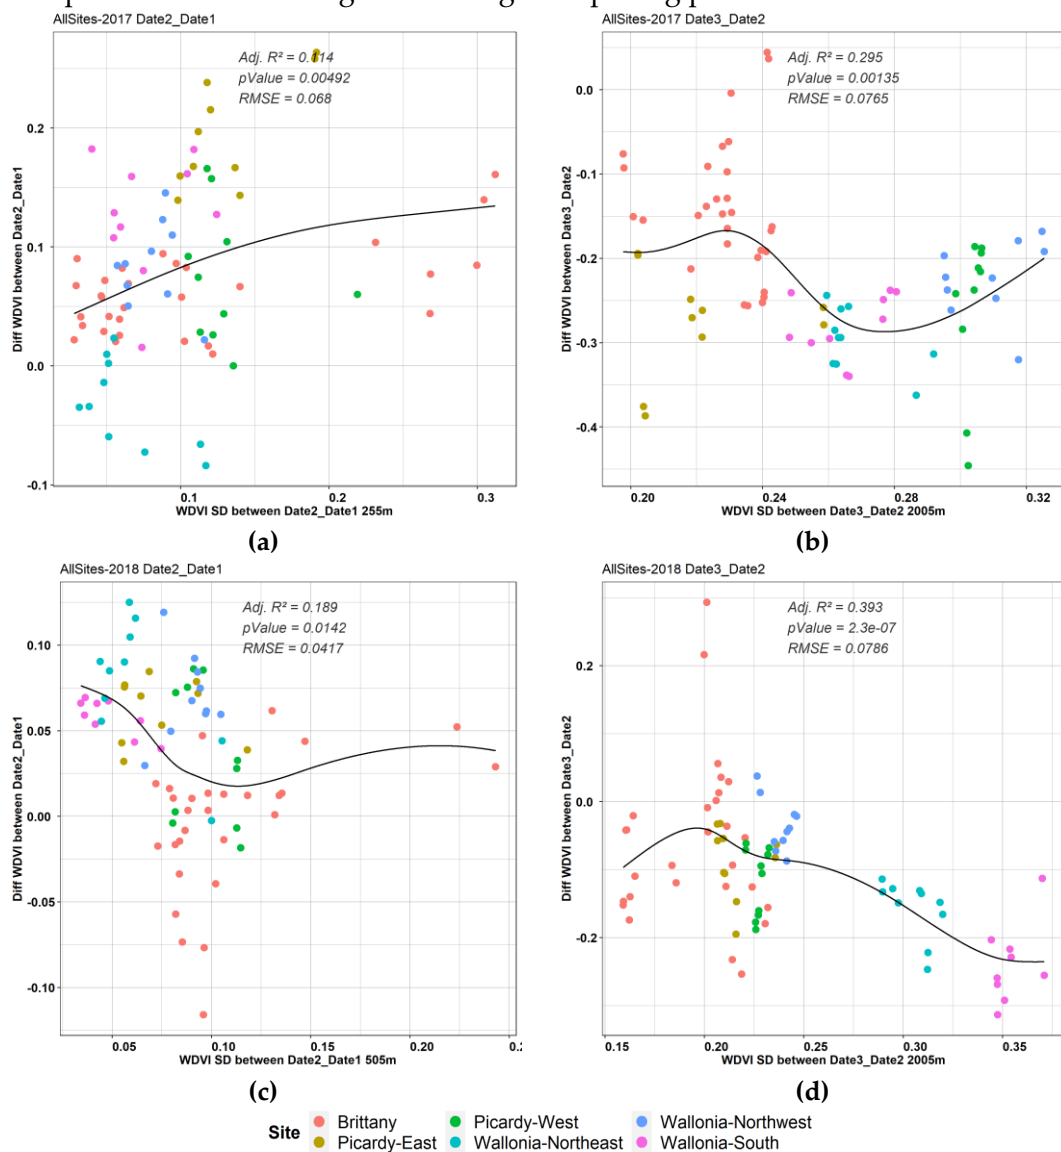 AllSites-2017 Date2_Date1
Adj. R² = 0.114
pValue = 0.00492
RMSE = 0.068
0.2
0.1
0.0
-0.1
Diff WDVI between Date2_Date1
0.1
0.2
0.3
WDVI SD between Date2_Date1 255m
(a)
AllSites-2017 Date3_Date2
Adj. R² = 0.295
pValue = 0.00135
RMSE = 0.0765
0.0
-0.1
-0.2
-0.3
-0.4
Diff WDVI between Date3_Date2
0.20
0.24
0.28
0.32
WDVI SD between Date3_Date2 2005m
(b)
AllSites-2018 Date2_Date1
Adj. R² = 0.189
pValue = 0.0142
RMSE = 0.0417
0.10
0.05
0.00
-0.05
-0.10
Diff WDVI between Date2_Date1
0.05
0.10
0.15
0.20
WDVI SD between Date2_Date1 505m
(c)
AllSites-2018 Date3_Date2
Adj. R² = 0.393
pValue = 2.3e-07
RMSE = 0.0786
0.2
0.0
-0.2
Diff WDVI between Date3_Date2
0.15
0.20
0.25
0.30
0.35
WDVI SD between Date3_Date2 2005m
(d)
Site
Brittany
Picardy-East
Picardy-West
Wallonia-Northeast
Wallonia-Northwest
Wallonia-South